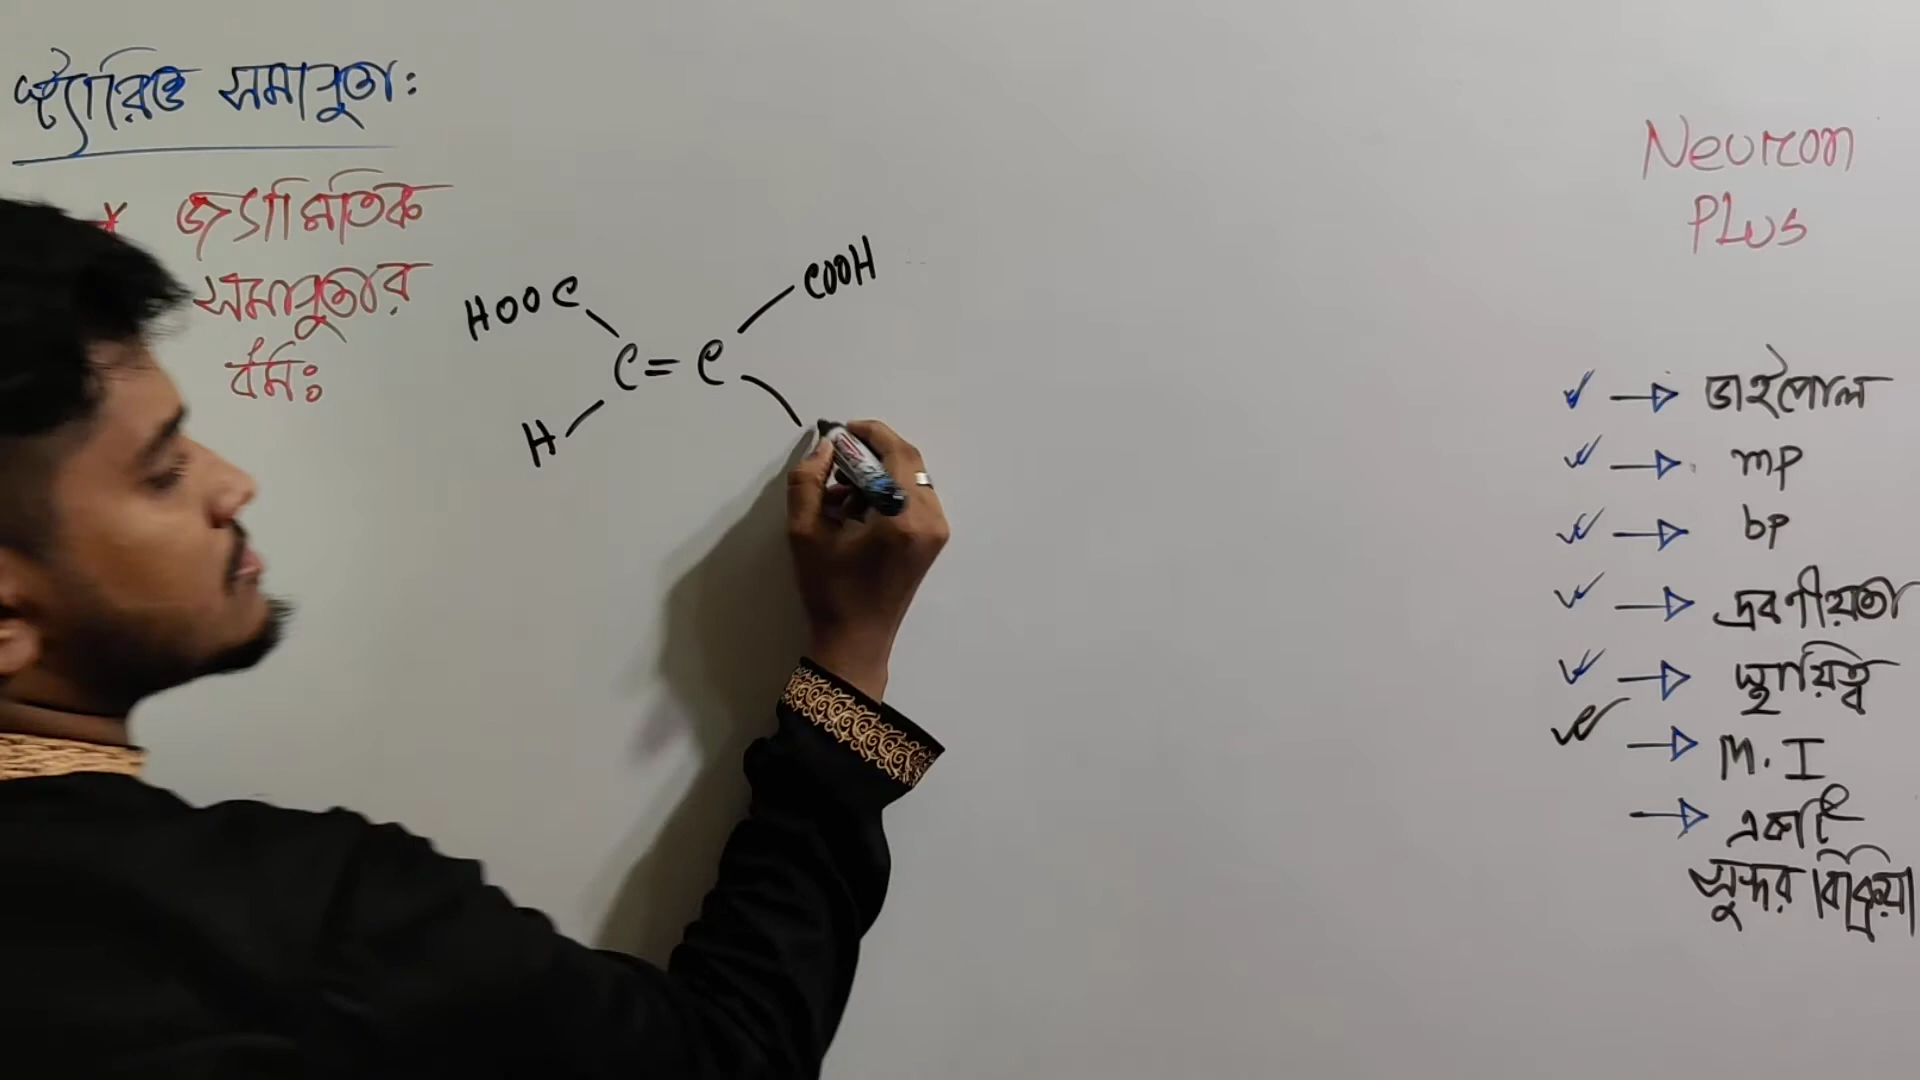 স্টেরিও সমাণুতা:
* জ্যামিতিক
সমাণুতার
ধর্মঃ
HOOC COOH
C = C
H
Neuron
Plus
✓ → ডাইপোল
✓ → mp
✓ → bp
✓ → দ্রবণীয়তা
✓ → স্থায়িত্ব
✓ → M.I
→ একটি
সুন্দর বিক্রিয়া